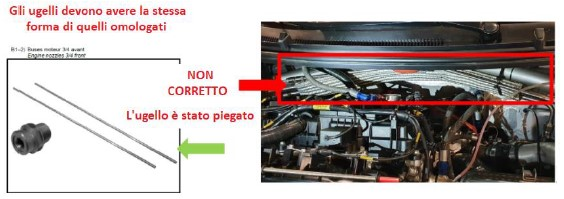 Gli ugelli devono avere la stessa
forma di quelli omologati
B1-2) Buses moteur 3/4 avant
Engine nozzles 3/4 front
NON
CORRETTO
L'ugello è stato piegato